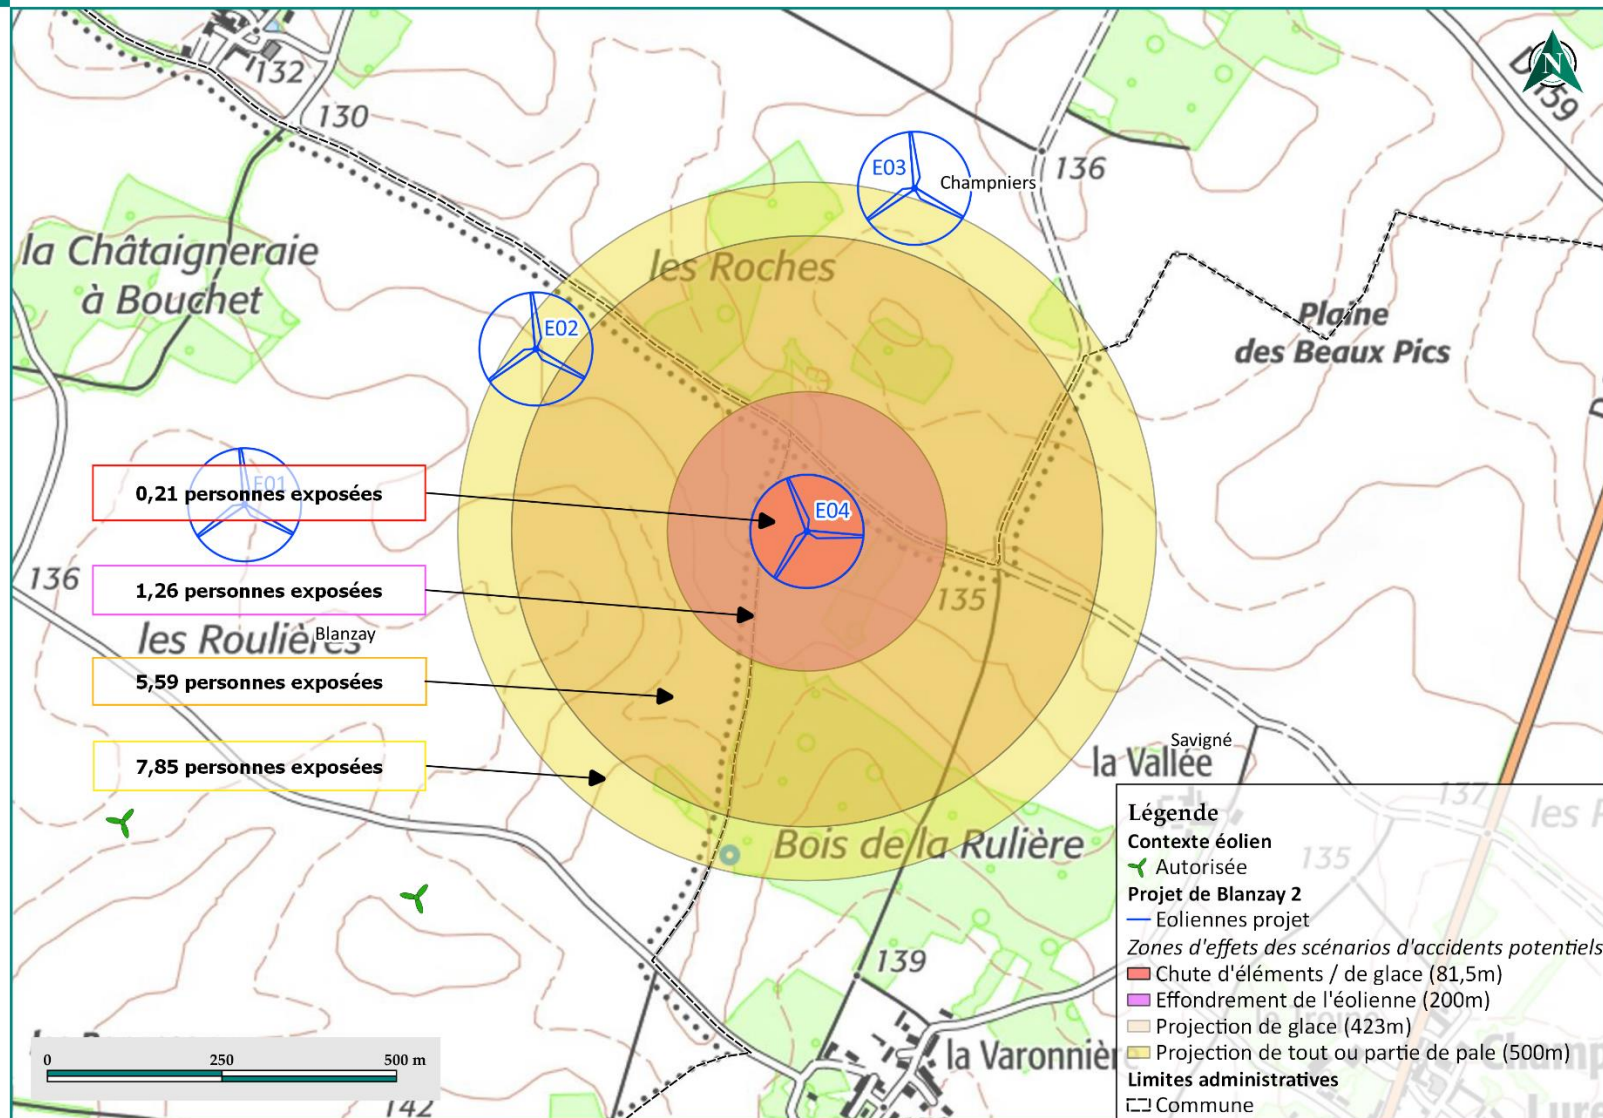 N
D 159
132
130
136
E03
Champniers
la Châtaigneraie
à Bouchet
les Roches
E02
Plaine
des Beaux Pics
E01
0,21 personnes exposées
E04
136
1,26 personnes exposées
135
les Roulières
Blanzay
5,59 personnes exposées
7,85 personnes exposées
Savigné
la Vallée
137
135
Bois de la Rulière
139
la Varonnière
142
0 250 500 m
Légende
Contexte éolien
Autorisée
Projet de Blanzay 2
Eoliennes projet
Zones d'effets des scénarios d'accidents potentiels
Chute d'éléments / de glace (81,5m)
Effondrement de l'éolienne (200m)
Projection de glace (423m)
Projection de tout ou partie de pale (500m)
Limites administratives
Commune